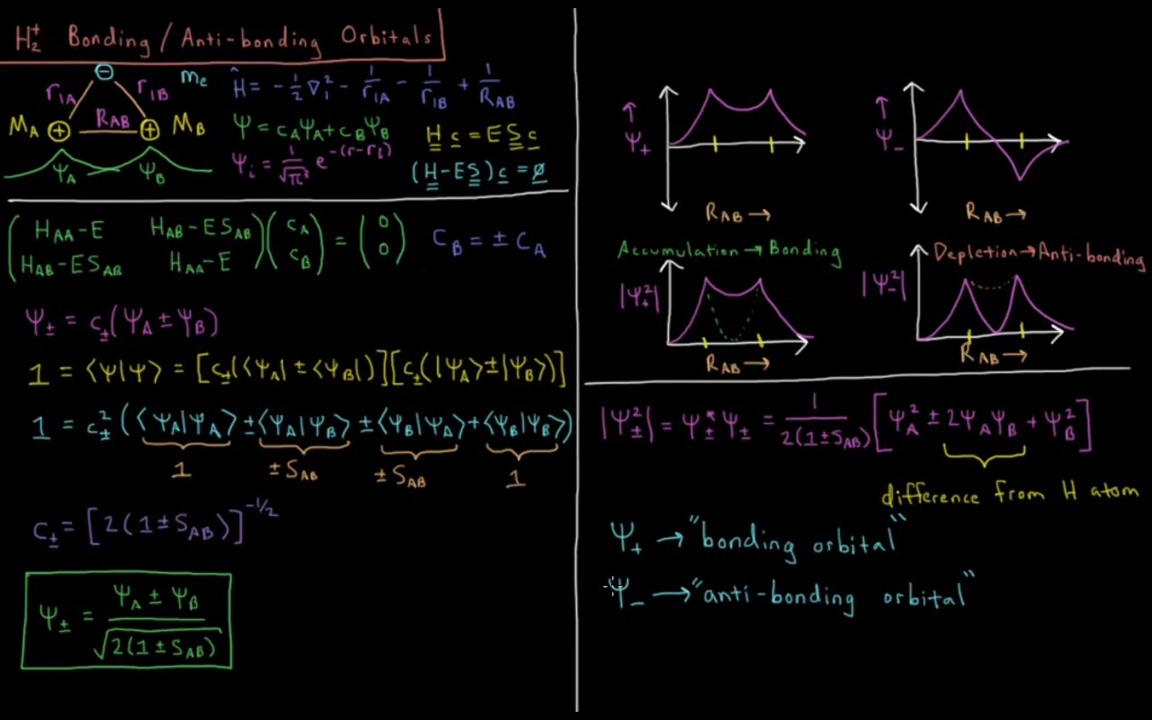 H₂⁺ Bonding/Anti-bonding Orbitals
⊖ mₑ
r₁A r₁B
M_A ⊕ R_AB ⊕ M_B
Ψ_A Ψ_B
Ĥ = -½∇₁² - 1/r₁A - 1/r₁B + 1/R_AB
Ψ = c_AΨ_A + c_BΨ_B
H c = E S c
Ψᵢ = 1/√π e^-(r-rᵢ)
(H - ES) c = 0
(H_AA-E H_AB-ES_AB) (c_A) = (0)
(H_AB-ES_AB H_AA-E) (c_B) (0)
c_B = ± c_A
Ψ± = c±(Ψ_A ± Ψ_B)
1 = ⟨Ψ|Ψ⟩ = [c±(⟨Ψ_A| ± ⟨Ψ_B|)][c±(|Ψ_A⟩ ± |Ψ_B⟩)]
1 = c±² (⟨Ψ_A|Ψ_A⟩ ± ⟨Ψ_A|Ψ_B⟩ ± ⟨Ψ_B|Ψ_A⟩ + ⟨Ψ_B|Ψ_B⟩)
1 ±S_AB ±S_AB 1
c± = [2(1±S_AB)]^-1/2
Ψ± = (Ψ_A ± Ψ_B)/√(2(1±S_AB))
↑ Ψ₊
R_AB →
↑ Ψ₋
R_AB →
Accumulation → Bonding
|Ψ₊²|
R_AB →
Depletion → Anti-bonding
|Ψ₋²|
R_AB →
|Ψ±²| = Ψ±* Ψ± = 1/(2(1±S_AB)) [Ψ_A² ± 2Ψ_AΨ_B + Ψ_B²]
difference from H atom
Ψ₊ → "bonding orbital"
Ψ₋ → "anti-bonding orbital"